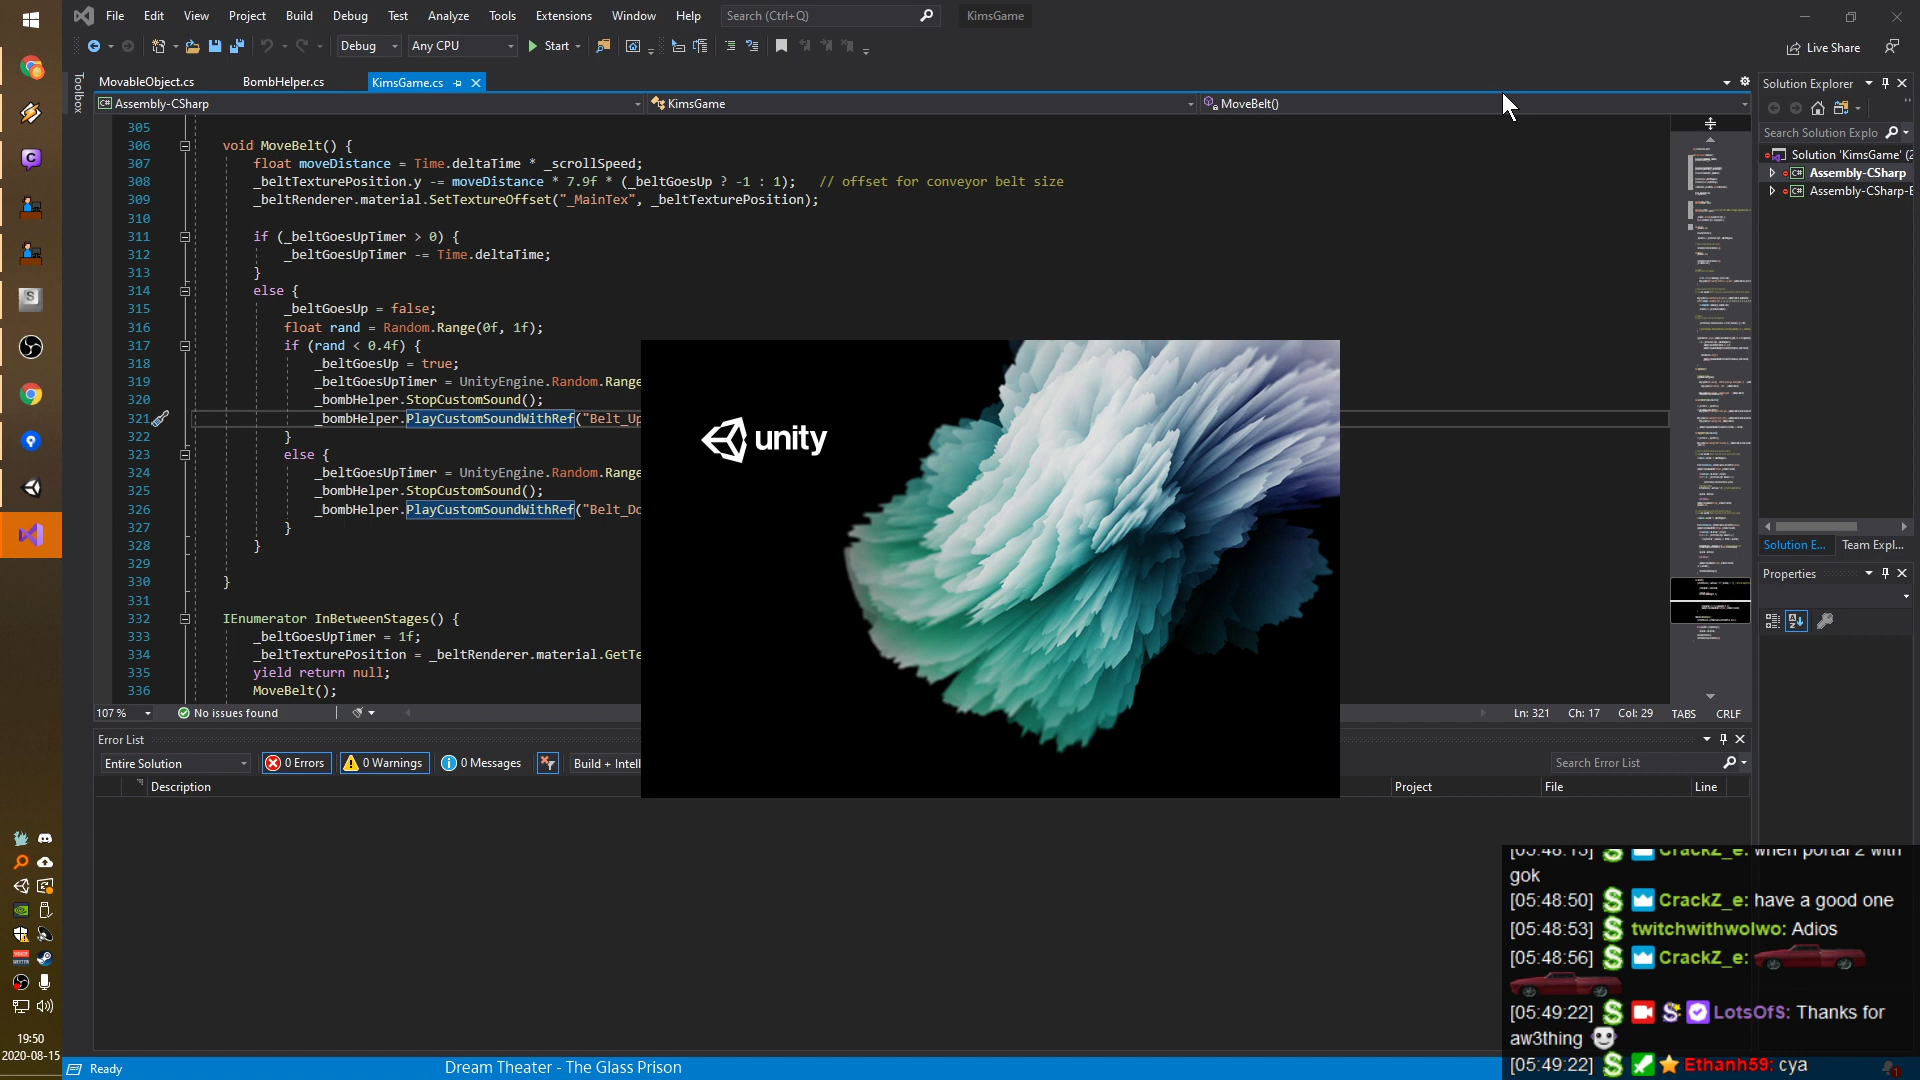 File Edit View Project Build Debug Test Analyze Tools Extensions Window Help Search (Ctrl+Q) KimsGame
Debug Any CPU Start Live Share
Toolbox
MovableObject.cs BombHelper.cs KimsGame.cs
Assembly-CSharp KimsGame MoveBelt()
305
306 void MoveBelt() {
307 float moveDistance = Time.deltaTime * _scrollSpeed;
308 _beltTexturePosition.y -= moveDistance * 7.9f * (_beltGoesUp ? -1 : 1); // offset for conveyor belt size
309 _beltRenderer.material.SetTextureOffset("_MainTex", _beltTexturePosition);
310
311 if (_beltGoesUpTimer > 0) {
312 _beltGoesUpTimer -= Time.deltaTime;
313 }
314 else {
315 _beltGoesUp = false;
316 float rand = Random.Range(0f, 1f);
317 if (rand < 0.4f) {
318 _beltGoesUp = true;
319 _beltGoesUpTimer = UnityEngine.Random.Range
320 _bombHelper.StopCustomSound();
321 _bombHelper.PlayCustomSoundWithRef("Belt_Up
322 }
323 else {
324 _beltGoesUpTimer = UnityEngine.Random.Range
325 _bombHelper.StopCustomSound();
326 _bombHelper.PlayCustomSoundWithRef("Belt_Do
327 }
328 }
329
330 }
331
332 IEnumerator InBetweenStages() {
333 _beltGoesUpTimer = 1f;
334 _beltTexturePosition = _beltRenderer.material.GetTe
335 yield return null;
336 MoveBelt();
unity
107 % No issues found Ln: 321 Ch: 17 Col: 29 TABS CRLF
Error List
Entire Solution 0 Errors 0 Warnings 0 Messages Build + Intell Search Error List
Description Project File Line
Solution Explorer
Search Solution Explo
Solution 'KimsGame' (2
Assembly-CSharp
Assembly-CSharp-E
Solution E... Team Expl...
Properties
[05:48:13] CrackZ_e: when portal 2 with
gok
[05:48:50] CrackZ_e: have a good one
[05:48:53] twitchwithwolwo: Adios
[05:48:56] CrackZ_e:
[05:49:22] LotsOfS: Thanks for
aw3thing
[05:49:22] Ethanh59: cya
19:50
2020-08-15
Ready Dream Theater - The Glass Prison